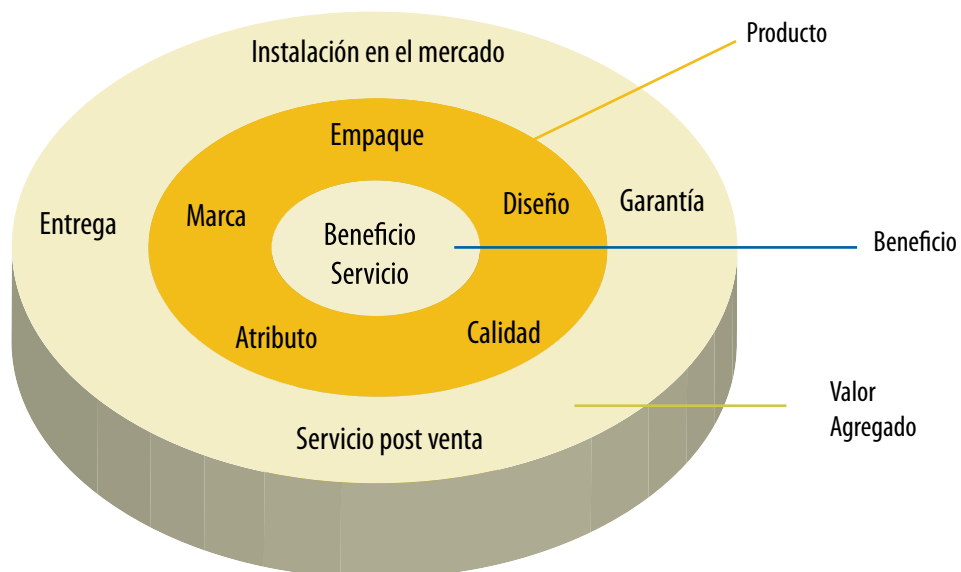 Instalación en el mercado
Producto
Empaque
Entrega
Marca
Diseño
Garantía
Beneficio
Servicio
Beneficio
Atributo
Calidad
Servicio post venta
Valor
Agregado